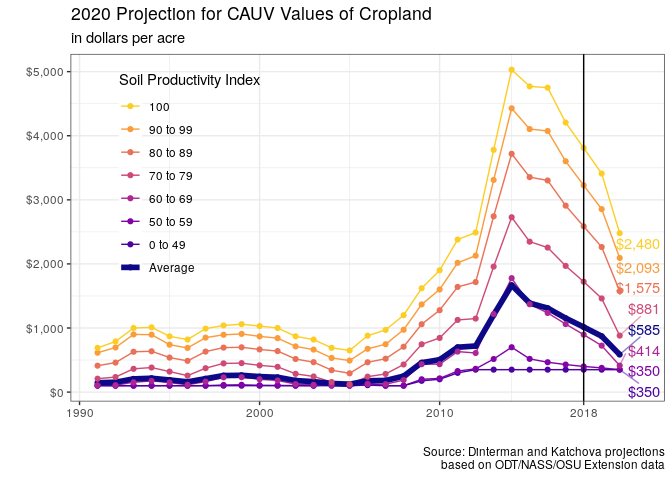 2020 Projection for CAUV Values of Cropland
in dollars per acre
$5,000
$4,000
$3,000
$2,000
$1,000
$0
Soil Productivity Index
100
90 to 99
80 to 89
70 to 79
60 to 69
50 to 59
0 to 49
Average
$2,480
$2,093
$1,575
$881
$585
$414
$350
$350
1990
2000
2010
2018
Source: Dinterman and Katchova projections
based on ODT/NASS/OSU Extension data